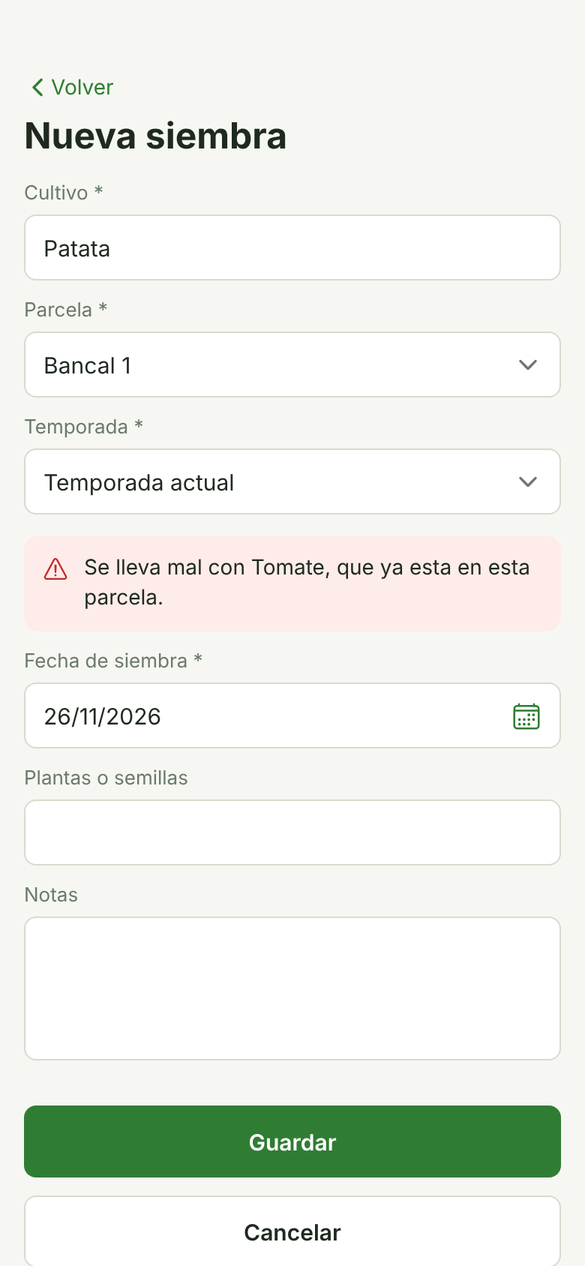 Volver
Nueva siembra
Cultivo *
Patata
Parcela *
Bancal 1
Temporada *
Temporada actual
Se lleva mal con Tomate, que ya esta en esta
parcela.
Fecha de siembra *
26/11/2026
Plantas o semillas
Notas
Guardar
Cancelar